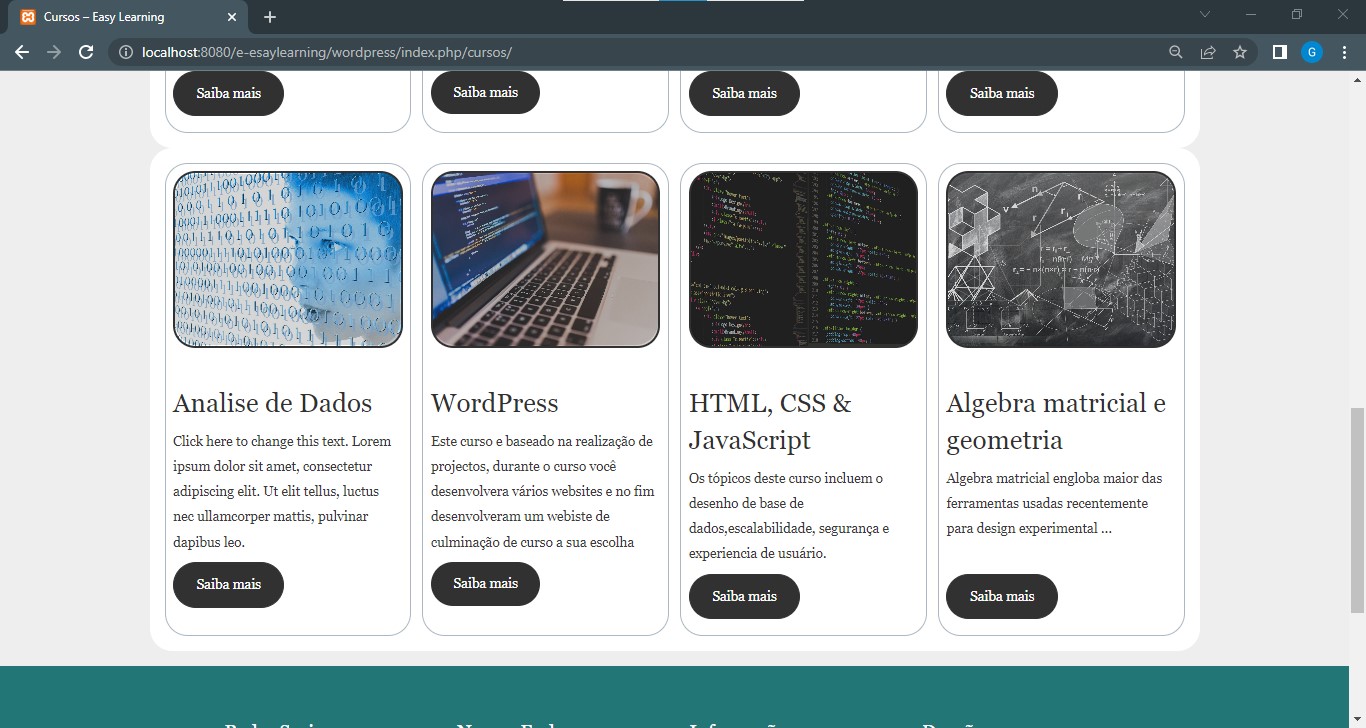 Cursos – Easy Learning
localhost:8080/e-esaylearning/wordpress/index.php/cursos/
G
Saiba mais
Saiba mais
Saiba mais
Saiba mais
Analise de Dados
Click here to change this text. Lorem
ipsum dolor sit amet, consectetur
adipiscing elit. Ut elit tellus, luctus
nec ullamcorper mattis, pulvinar
dapibus leo.
Saiba mais
WordPress
Este curso e baseado na realização de
projectos, durante o curso você
desenvolvera vários websites e no fim
desenvolveram um webiste de
culminação de curso a sua escolha
Saiba mais
HTML, CSS &
JavaScript
Os tópicos deste curso incluem o
desenho de base de
dados,escalabilidade, segurança e
experiencia de usuário.
Saiba mais
Algebra matricial e
geometria
Algebra matricial engloba maior das
ferramentas usadas recentemente
para design experimental ...
Saiba mais